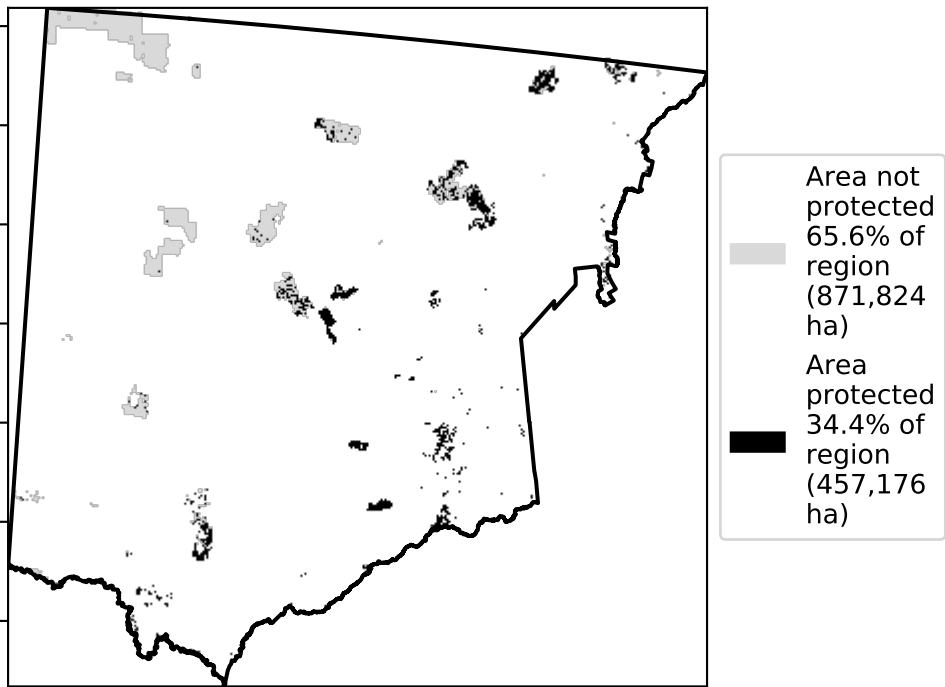 Area not
protected
65.6% of
region
(871,824
ha)
Area
protected
34.4% of
region
(457,176
ha)